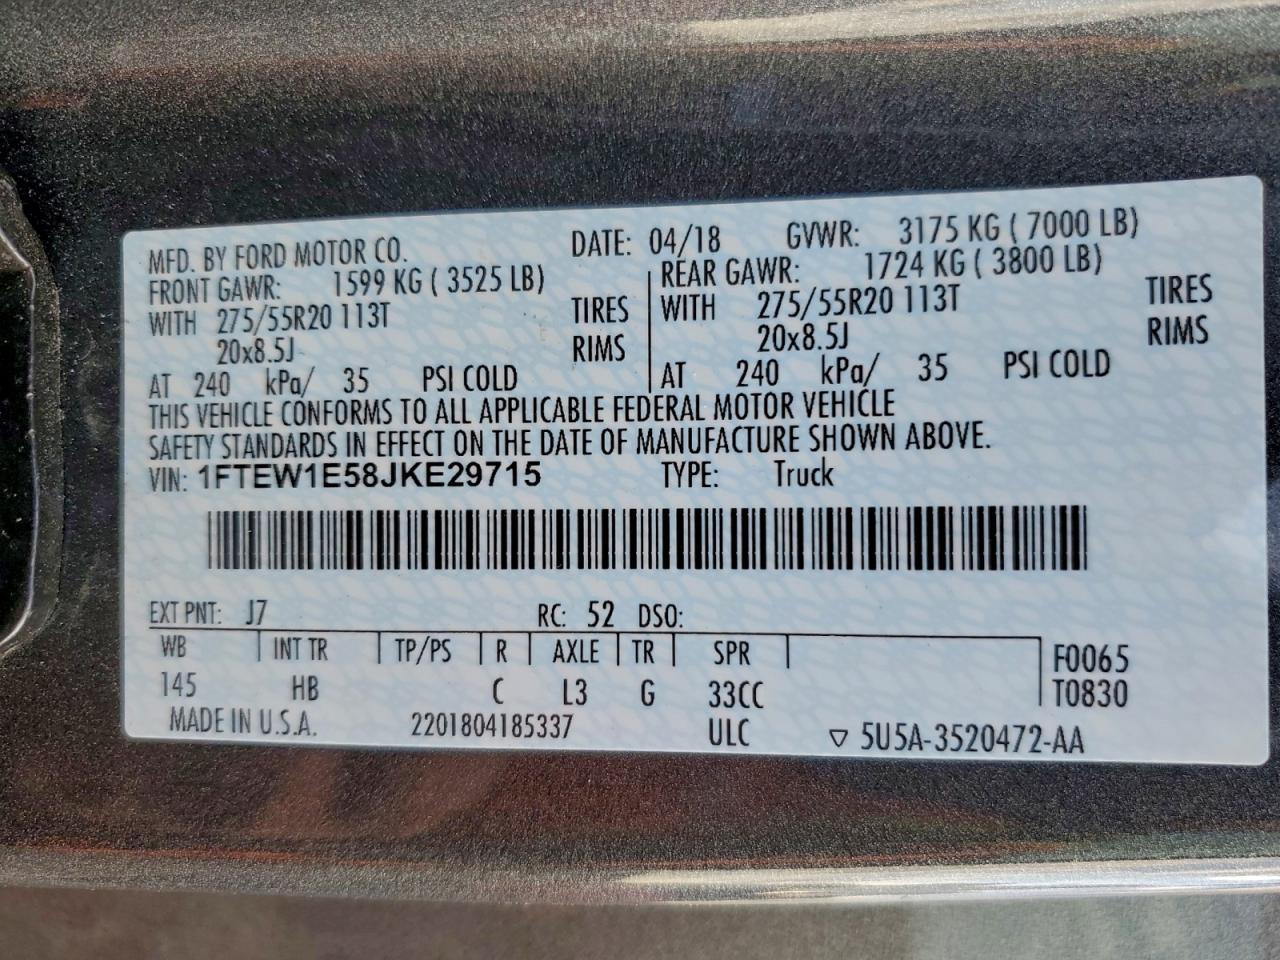 MFD. BY FORD MOTOR CO. DATE: 04/18 GVWR: 3175 KG ( 7000 LB)
FRONT GAWR: 1599 KG ( 3525 LB) REAR GAWR: 1724 KG ( 3800 LB)
WITH 275/55R20 113T TIRES WITH 275/55R20 113T TIRES
20x8.5J RIMS 20x8.5J RIMS
AT 240 kPa/ 35 PSI COLD AT 240 kPa/ 35 PSI COLD
THIS VEHICLE CONFORMS TO ALL APPLICABLE FEDERAL MOTOR VEHICLE
SAFETY STANDARDS IN EFFECT ON THE DATE OF MANUFACTURE SHOWN ABOVE.
VIN: 1FTEW1E58JKE29715 TYPE: Truck
EXT PNT: J7 RC: 52 DSO:
WB INT TR TP/PS R AXLE TR SPR F0065
145 HB C L3 G 33CC T0830
MADE IN U.S.A. 2201804185337 ULC ▽ 5U5A-3520472-AA